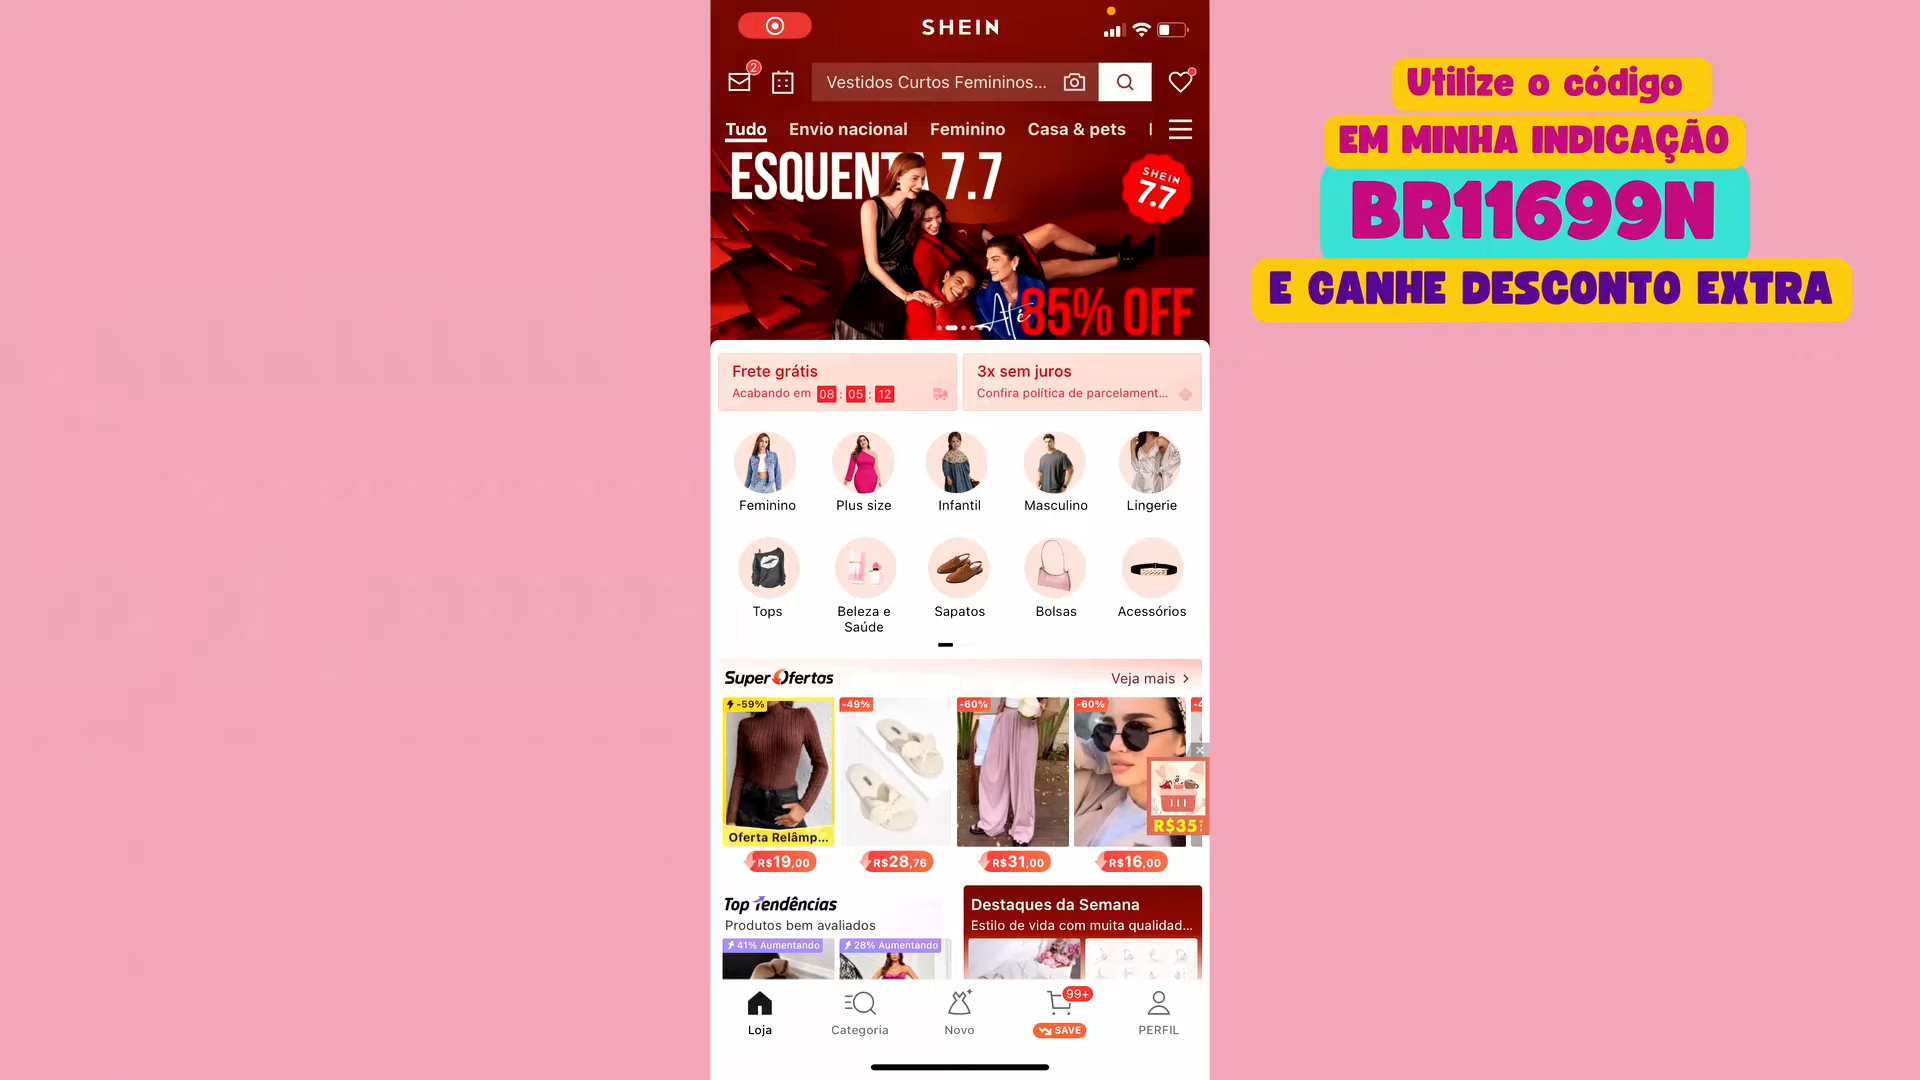 SHEIN
2
Vestidos Curtos Femininos...
Tudo Envio nacional Feminino Casa & pets
ESQUENTA 7.7
SHEIN
7.7
Até 85% OFF
Frete grátis
Acabando em 08 : 05 : 12
3x sem juros
Confira política de parcelament...
Feminino Plus size Infantil Masculino Lingerie
Tops Beleza e Saúde Sapatos Bolsas Acessórios
Super Ofertas
Veja mais >
-59% -49% -60% -60%
Oferta Relâmp...
R$35
R$19,00 R$28,76 R$31,00 R$16,00
Top Tendências
Produtos bem avaliados
41% Aumentando 28% Aumentando
Destaques da Semana
Estilo de vida com muita qualidad...
99+
SAVE
Loja Categoria Novo PERFIL
Utilize o código
EM MINHA INDICAÇÃO
BR11699N
E GANHE DESCONTO EXTRA